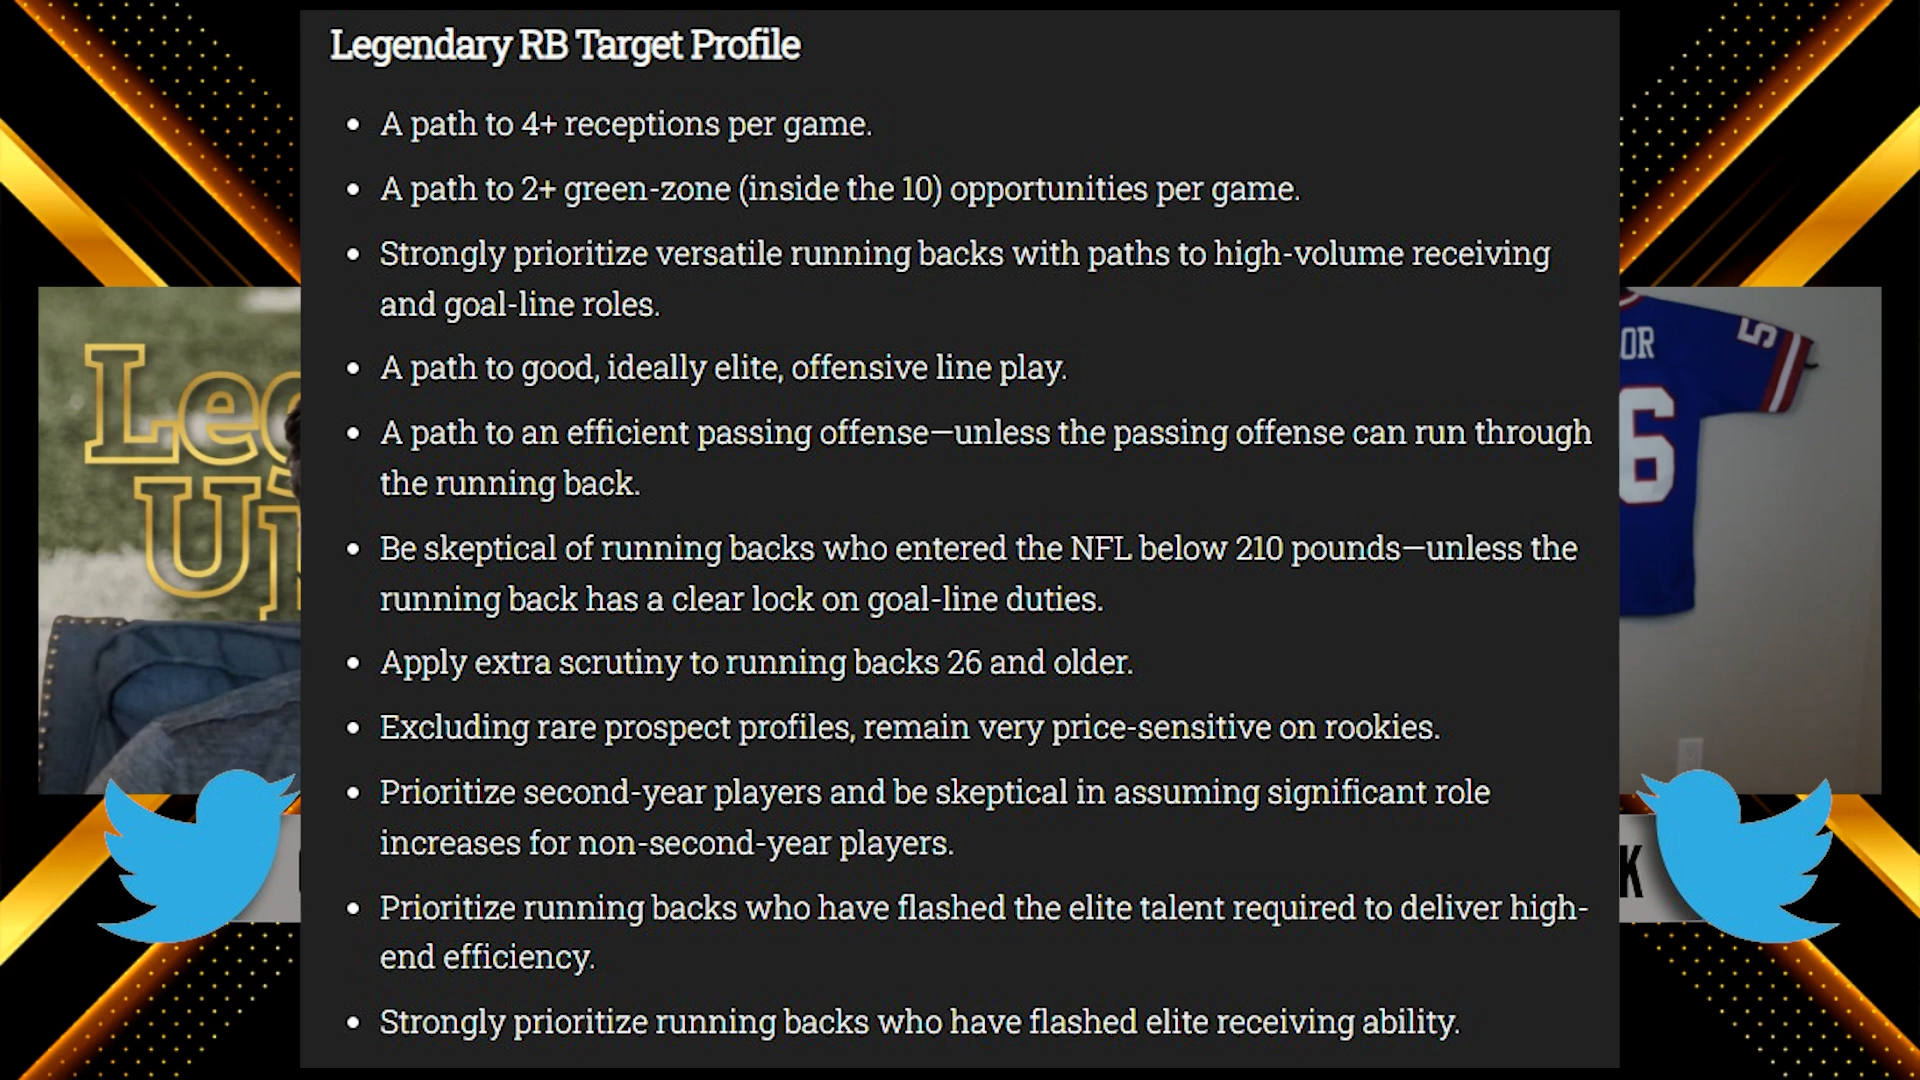 Legendary RB Target Profile
• A path to 4+ receptions per game.
• A path to 2+ green-zone (inside the 10) opportunities per game.
• Strongly prioritize versatile running backs with paths to high-volume receiving
and goal-line roles.
• A path to good, ideally elite, offensive line play.
• A path to an efficient passing offense—unless the passing offense can run through
the running back.
• Be skeptical of running backs who entered the NFL below 210 pounds—unless the
running back has a clear lock on goal-line duties.
• Apply extra scrutiny to running backs 26 and older.
• Excluding rare prospect profiles, remain very price-sensitive on rookies.
• Prioritize second-year players and be skeptical in assuming significant role
increases for non-second-year players.
• Prioritize running backs who have flashed the elite talent required to deliver high-
end efficiency.
• Strongly prioritize running backs who have flashed elite receiving ability.
Leg
Up
OR
5
6
K